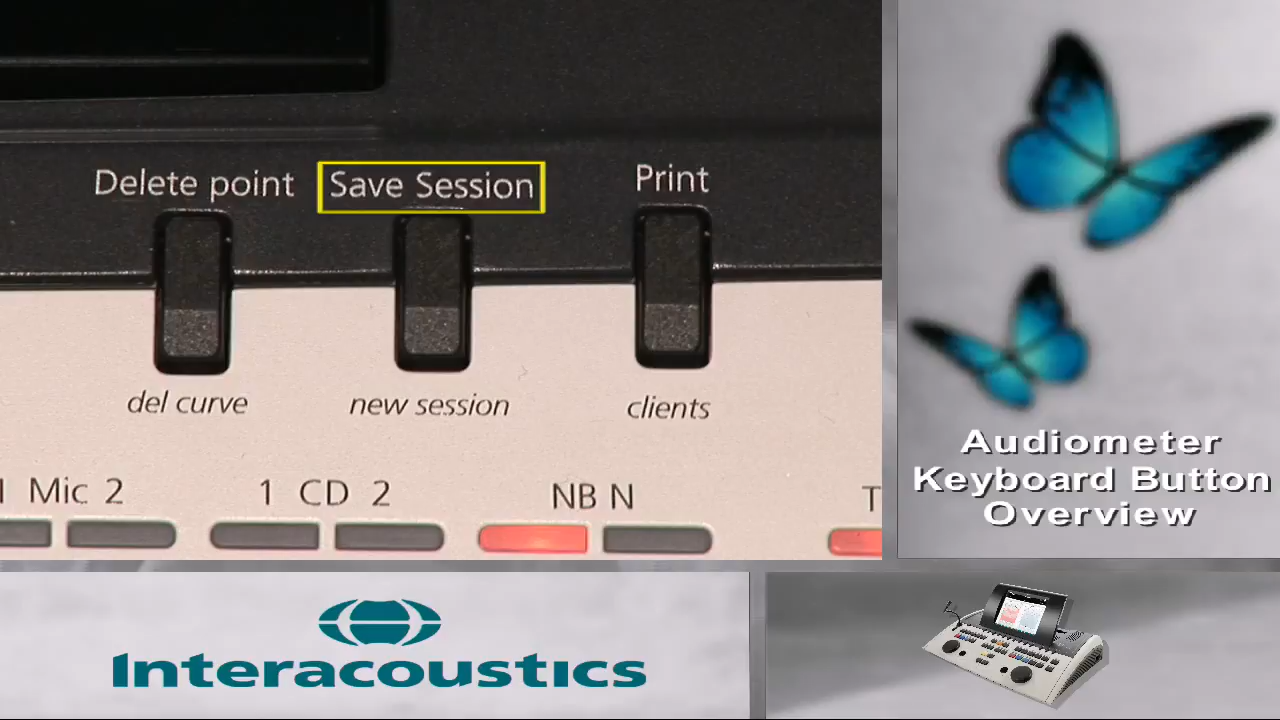 Delete point Save Session Print
del curve new session clients
Mic 2 1 CD 2 NB N
Audiometer
Keyboard Button
Overview
Interacoustics